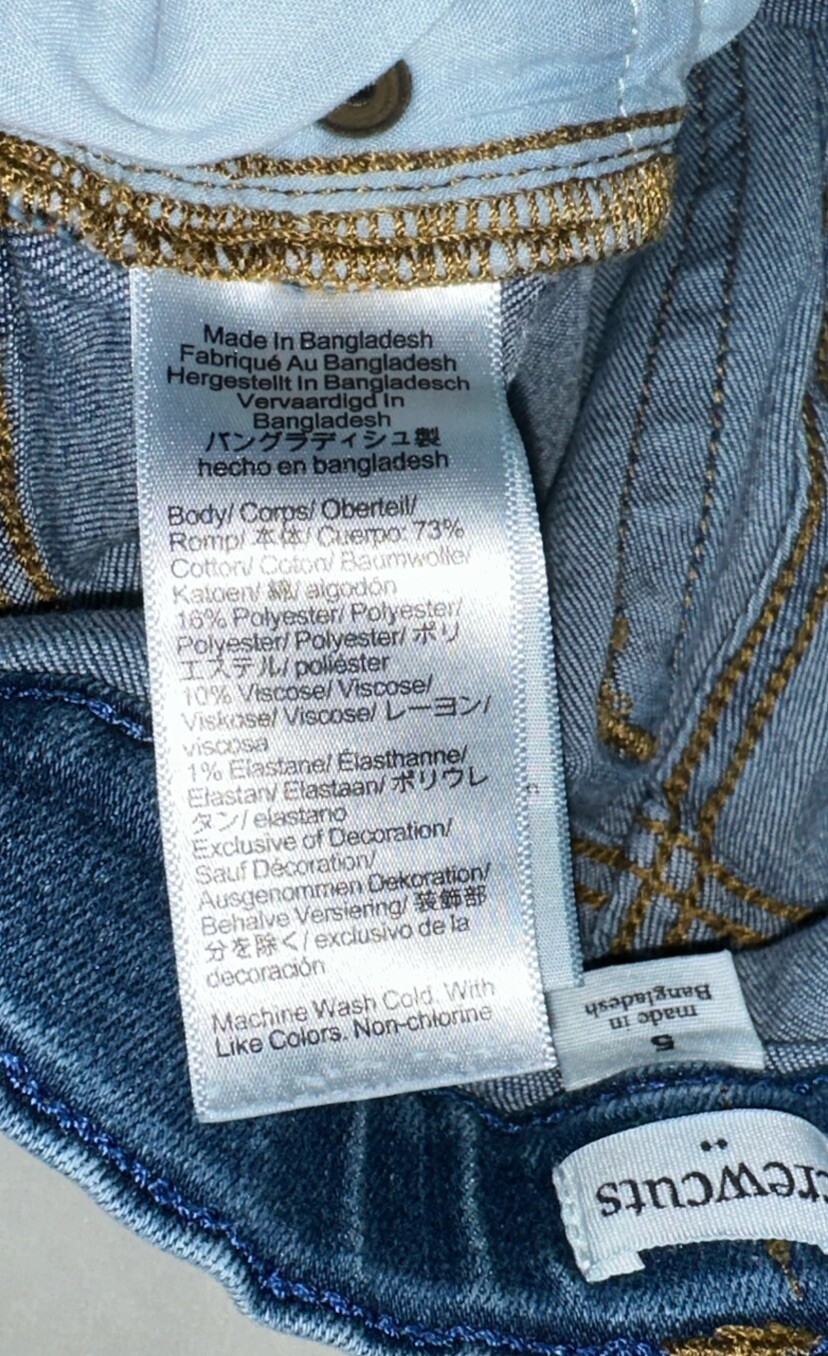 Made In Bangladesh
Fabriqué Au Bangladesh
Hergestellt In Bangladesch
Vervaardigd In
Bangladesh
バングラディシュ製
hecho en bangladesh
Body/ Corps/ Oberteil/
Romp/ 本体/ Cuerpo: 73%
Cotton/ Coton/ Baumwolle/
Katoen/ 綿/ algodón
16% Polyester/ Polyester/
Polyester/ Polyester/ ポリ
エステル/ poliéster
10% Viscose/ Viscose/
Viskose/ Viscose/ レーヨン/
viscosa
1% Elastane/ Élasthanne/
Elastan/ Elastaan/ ポリウレ
タン/ elastano
Exclusive of Decoration/
Sauf Décoration/
Ausgenommen Dekoration/
Behalve Versiering/ 装飾部
分を除く/ exclusivo de la
decoración
Machine Wash Cold. With
Like Colors. Non-chlorine
5
made in
Bangladesh
crewcuts